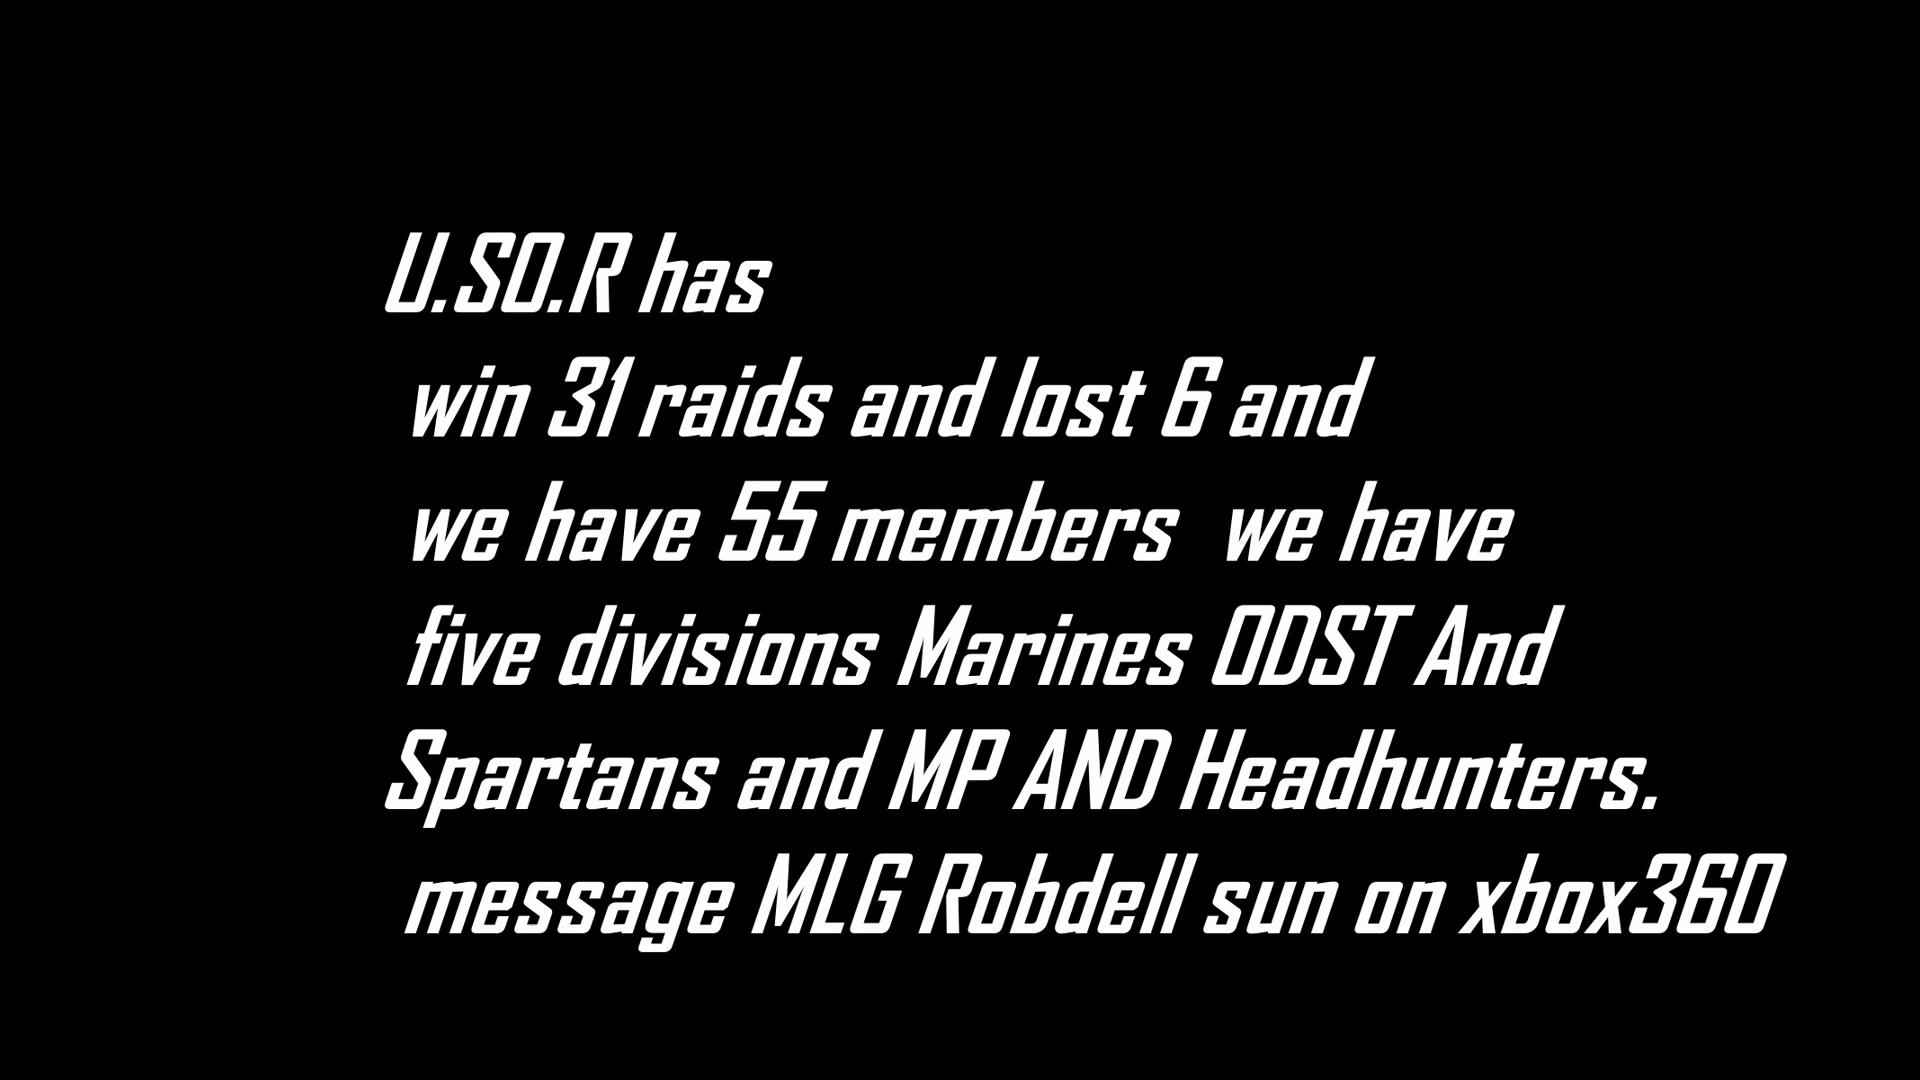 U.SO.R has
win 31 raids and lost 6 and
we have 55 members  we have
five divisions Marines ODST And
Spartans and MP AND Headhunters.
message MLG Robdell sun on xbox360